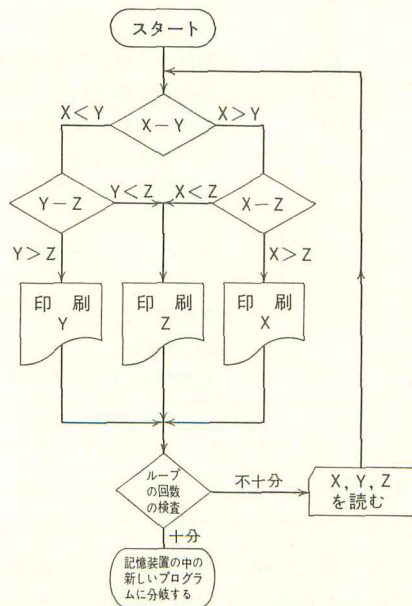 スタート
X<Y
X>Y
X－Y
Y<Z
X<Z
Y－Z
X－Z
Y>Z
X>Z
印 刷
Y
印 刷
Z
印 刷
X
ループ
の回数
の検査
不十分
X, Y, Z
を読む
十分
記憶装置の中の
新しいプログラ
ムに分岐する